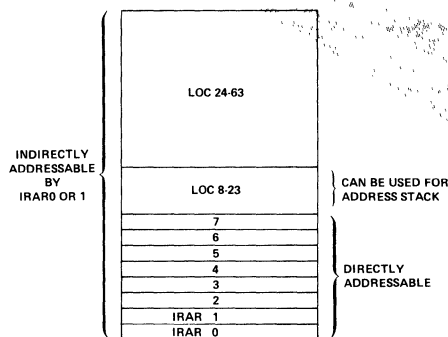 LOC 24-63
INDIRECTLY
ADDRESSABLE
BY
IRAR0 OR 1
LOC 8-23
CAN BE USED FOR
ADDRESS STACK
7
6
5
4
3
2
IRAR 1
IRAR 0
DIRECTLY
ADDRESSABLE